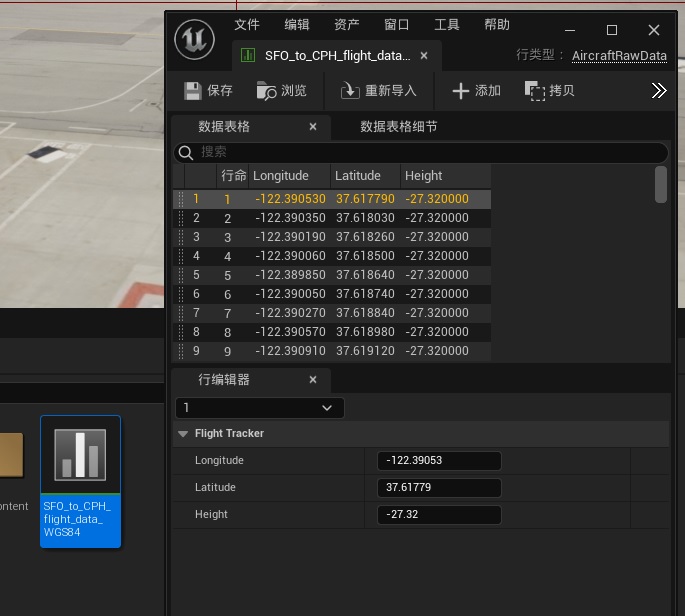 文件 编辑 资产 窗口 工具 帮助
SFO_to_CPH_flight_data...
行类型： AircraftRawData
保存 浏览 重新导入 添加 拷贝
数据表格 数据表格细节
搜索
行命 Longitude Latitude Height
1 1 -122.390530 37.617790 -27.320000
2 2 -122.390350 37.618030 -27.320000
3 3 -122.390190 37.618260 -27.320000
4 4 -122.390060 37.618500 -27.320000
5 5 -122.389850 37.618640 -27.320000
6 6 -122.390050 37.618740 -27.320000
7 7 -122.390270 37.618840 -27.320000
8 8 -122.390570 37.618980 -27.320000
9 9 -122.390910 37.619120 -27.320000
行编辑器
1
Flight Tracker
Longitude -122.39053
Latitude 37.61779
Height -27.32
ontent
SFO_to_CPH_
flight_data_
WGS84